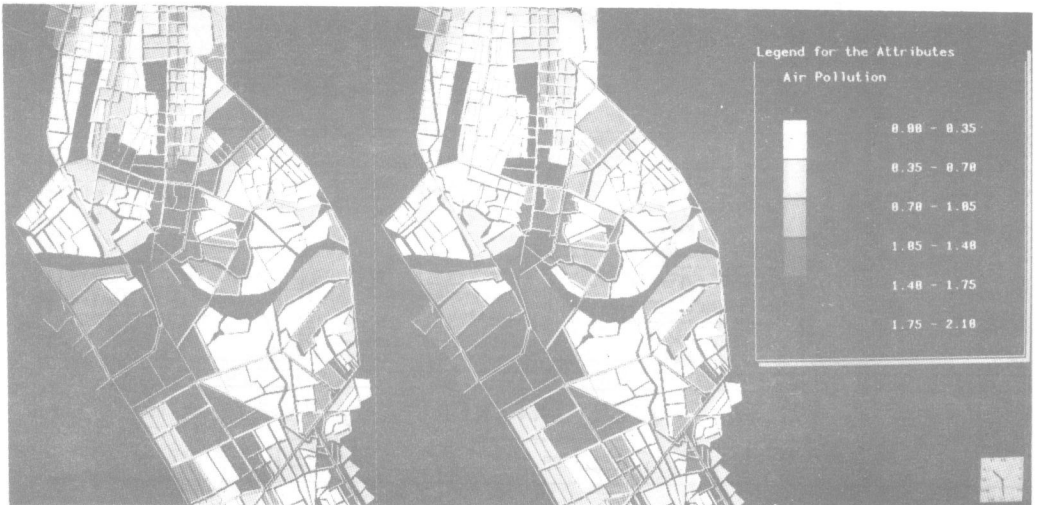 Legend for the Attributes
Air Pollution
0.00 - 0.35
0.35 - 0.70
0.70 - 1.05
1.05 - 1.40
1.40 - 1.75
1.75 - 2.10